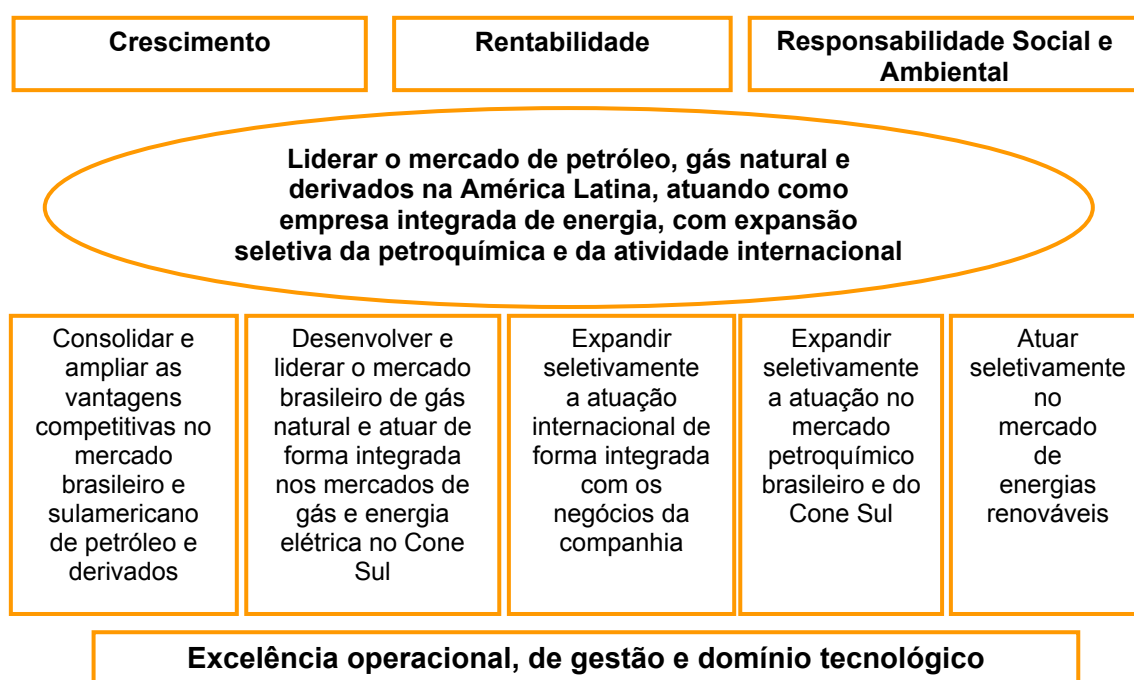 Crescimento
Rentabilidade
Responsabilidade Social e
Ambiental
Liderar o mercado de petróleo, gás natural e
derivados na América Latina, atuando como
empresa integrada de energia, com expansão
seletiva da petroquímica e da atividade internacional
Consolidar e
ampliar as
vantagens
competitivas no
mercado
brasileiro e
sulamericano
de petróleo e
derivados
Desenvolver e
liderar o mercado
brasileiro de gás
natural e atuar de
forma integrada
nos mercados de
gás e energia
elétrica no Cone
Sul
Expandir
seletivamente
a atuação
internacional de
forma integrada
com os
negócios da
companhia
Expandir
seletivamente
a atuação no
mercado
petroquímico
brasileiro e do
Cone Sul
Atuar
seletivamente
no
mercado
de
energias
renováveis
Excelência operacional, de gestão e domínio tecnológico